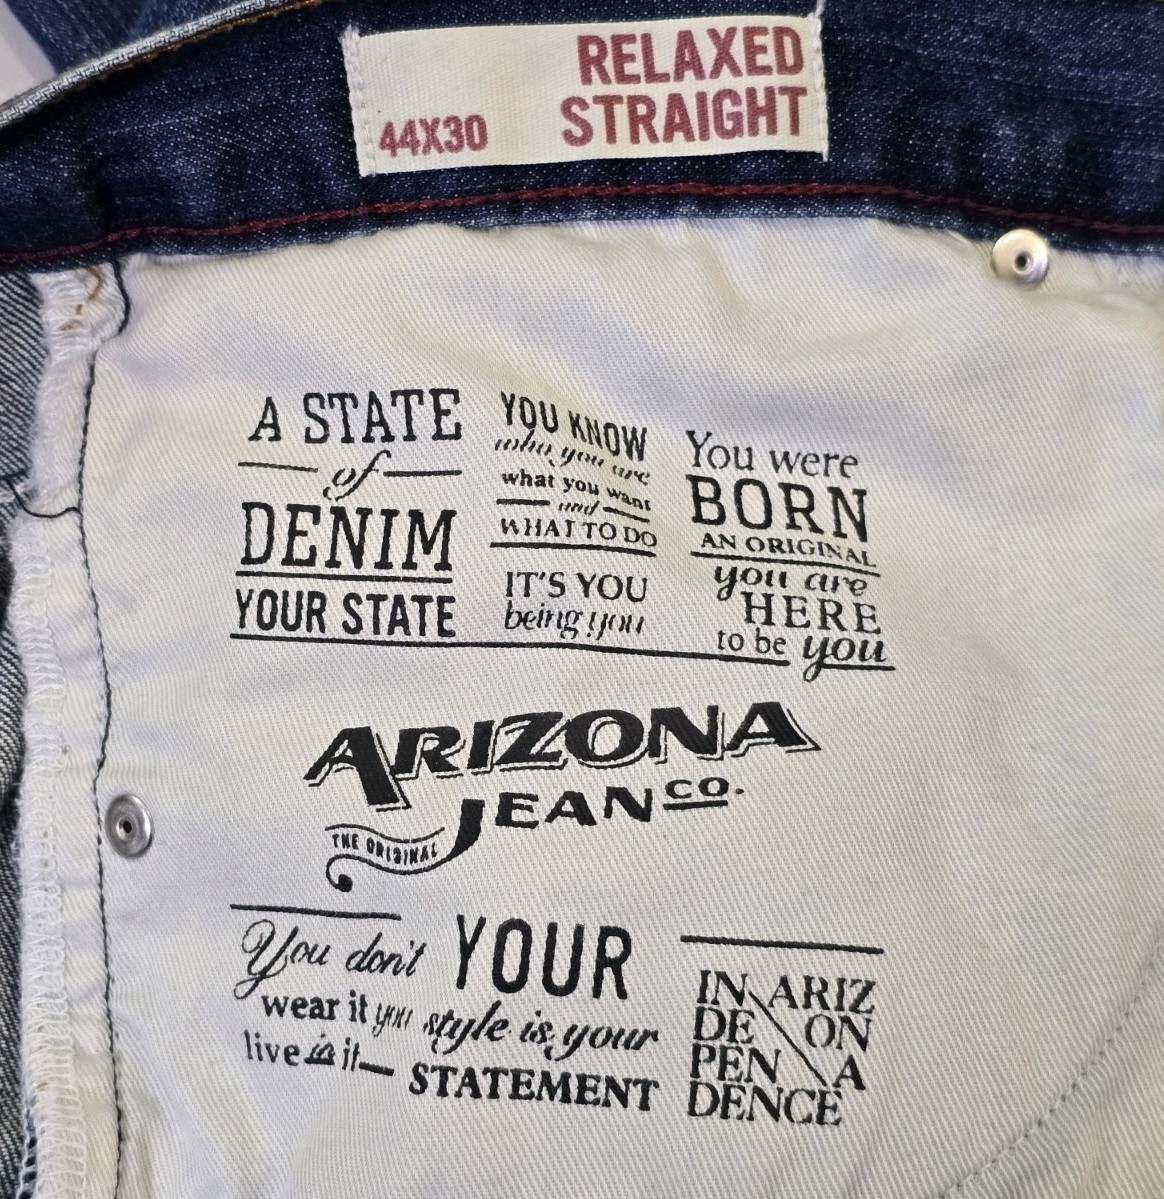 RELAXED
44X30 STRAIGHT
A STATE
of
DENIM
YOUR STATE
YOU KNOW
who you are
what you want
and
WHAT TO DO
IT'S YOU
being you
You were
BORN
AN ORIGINAL
you are
HERE
to be you
ARIZONA
JEAN CO.
THE ORIGINAL
You don't
wear it you
live in it
YOUR
style is your
STATEMENT
IN ARIZ
DE ON
PEN A
DENCE